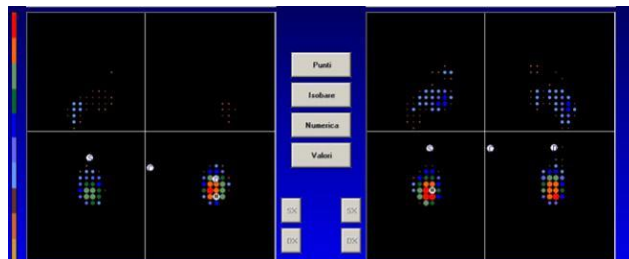 Punti
Isobare
Numerica
Valori
SX
SX
DX
DX